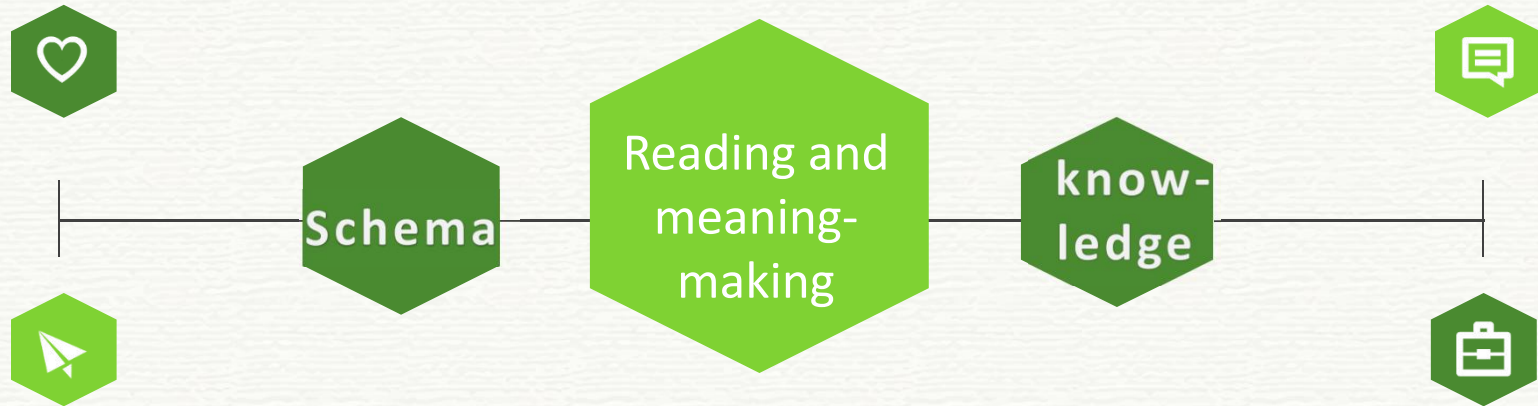 Schema
Reading and
meaning-
making
know-
ledge